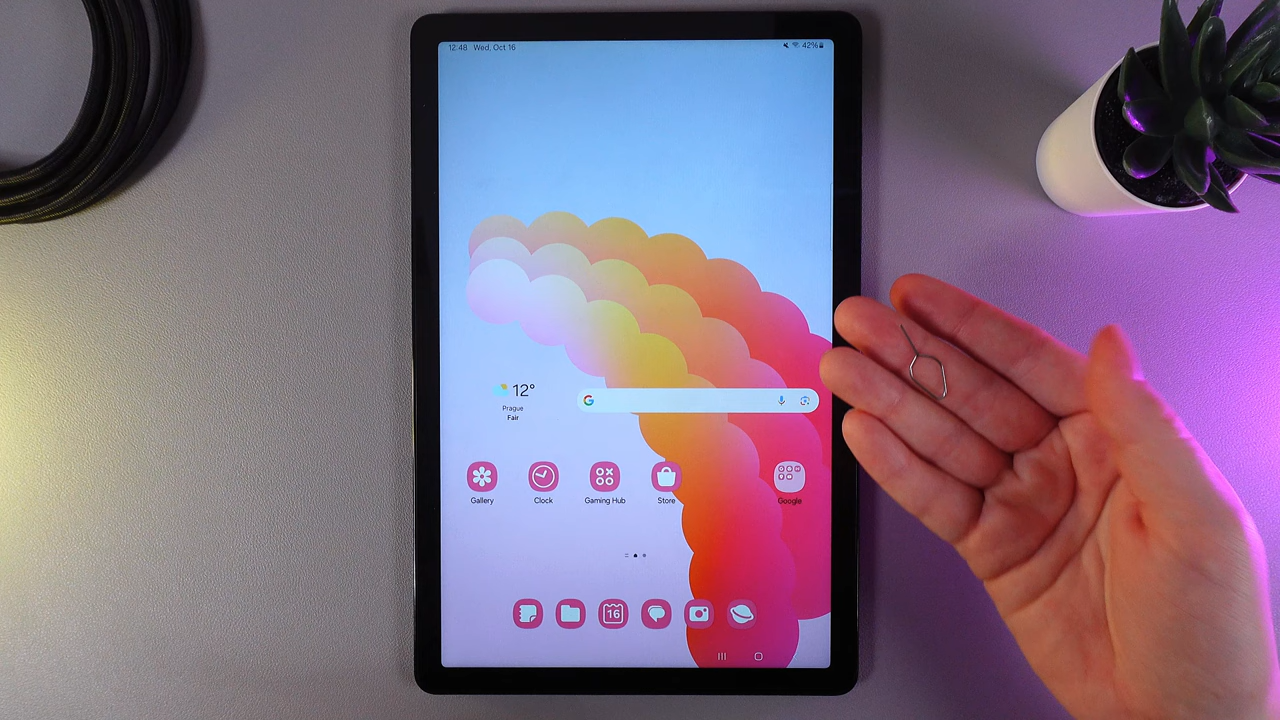 12:48 Wed, Oct 16 42%
12°
Prague
Fair
G
Gallery Clock Gaming Hub Store Google
16